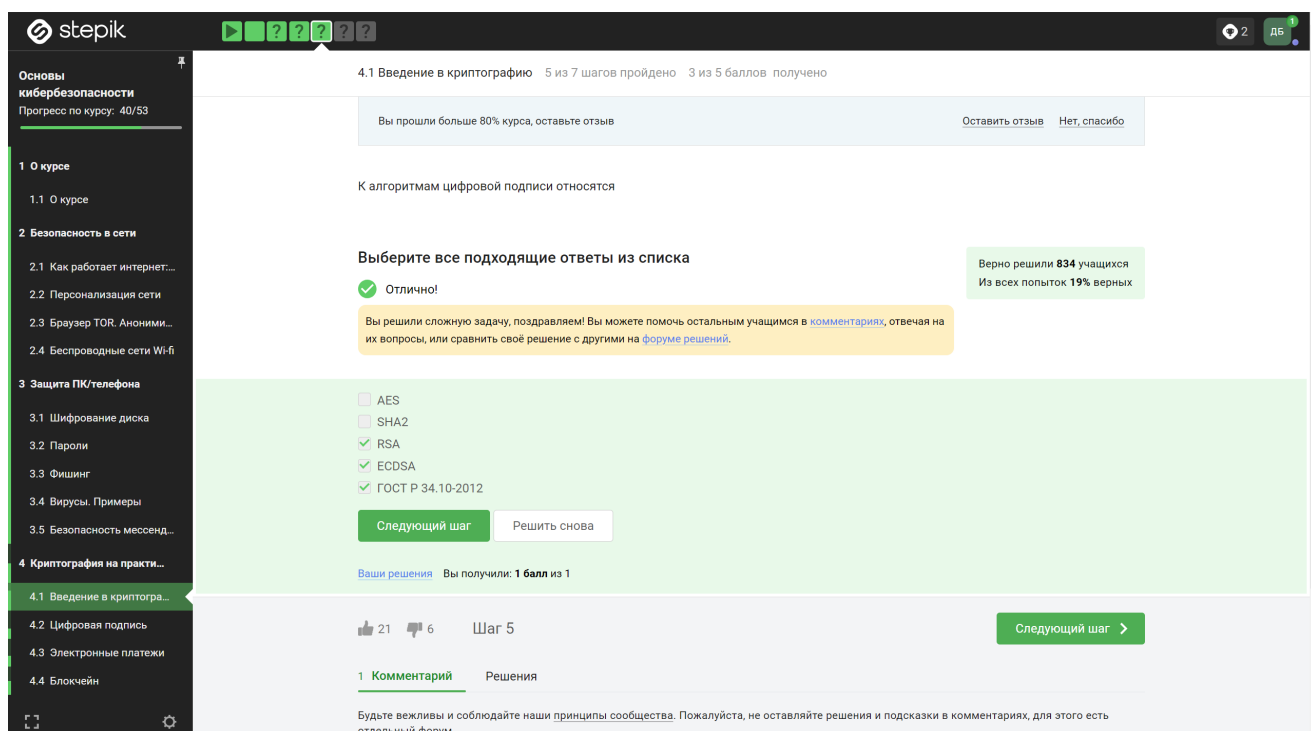 stepik
? ? ? ? ?
2
ДБ
1
Основы
кибербезопасности
Прогресс по курсу: 40/53
1 О курсе
1.1 О курсе
2 Безопасность в сети
2.1 Как работает интернет:...
2.2 Персонализация сети
2.3 Браузер TOR. Аноними...
2.4 Беспроводные сети Wi-fi
3 Защита ПК/телефона
3.1 Шифрование диска
3.2 Пароли
3.3 Фишинг
3.4 Вирусы. Примеры
3.5 Безопасность мессенд...
4 Криптография на практи...
4.1 Введение в криптогра...
4.2 Цифровая подпись
4.3 Электронные платежи
4.4 Блокчейн
4.1 Введение в криптографию 5 из 7 шагов пройдено 3 из 5 баллов получено
Вы прошли больше 80% курса, оставьте отзыв
Оставить отзыв Нет, спасибо
К алгоритмам цифровой подписи относятся
Выберите все подходящие ответы из списка
Верно решили 834 учащихся
Из всех попыток 19% верных
Отлично!
Вы решили сложную задачу, поздравляем! Вы можете помочь остальным учащимся в комментариях, отвечая на
их вопросы, или сравнить своё решение с другими на форуме решений.
AES
SHA2
RSA
ECDSA
ГОСТ Р 34.10-2012
Следующий шаг Решить снова
Ваши решения Вы получили: 1 балл из 1
21 6 Шаг 5
Следующий шаг
1 Комментарий Решения
Будьте вежливы и соблюдайте наши принципы сообщества. Пожалуйста, не оставляйте решения и подсказки в комментариях, для этого есть
отдельный форум.